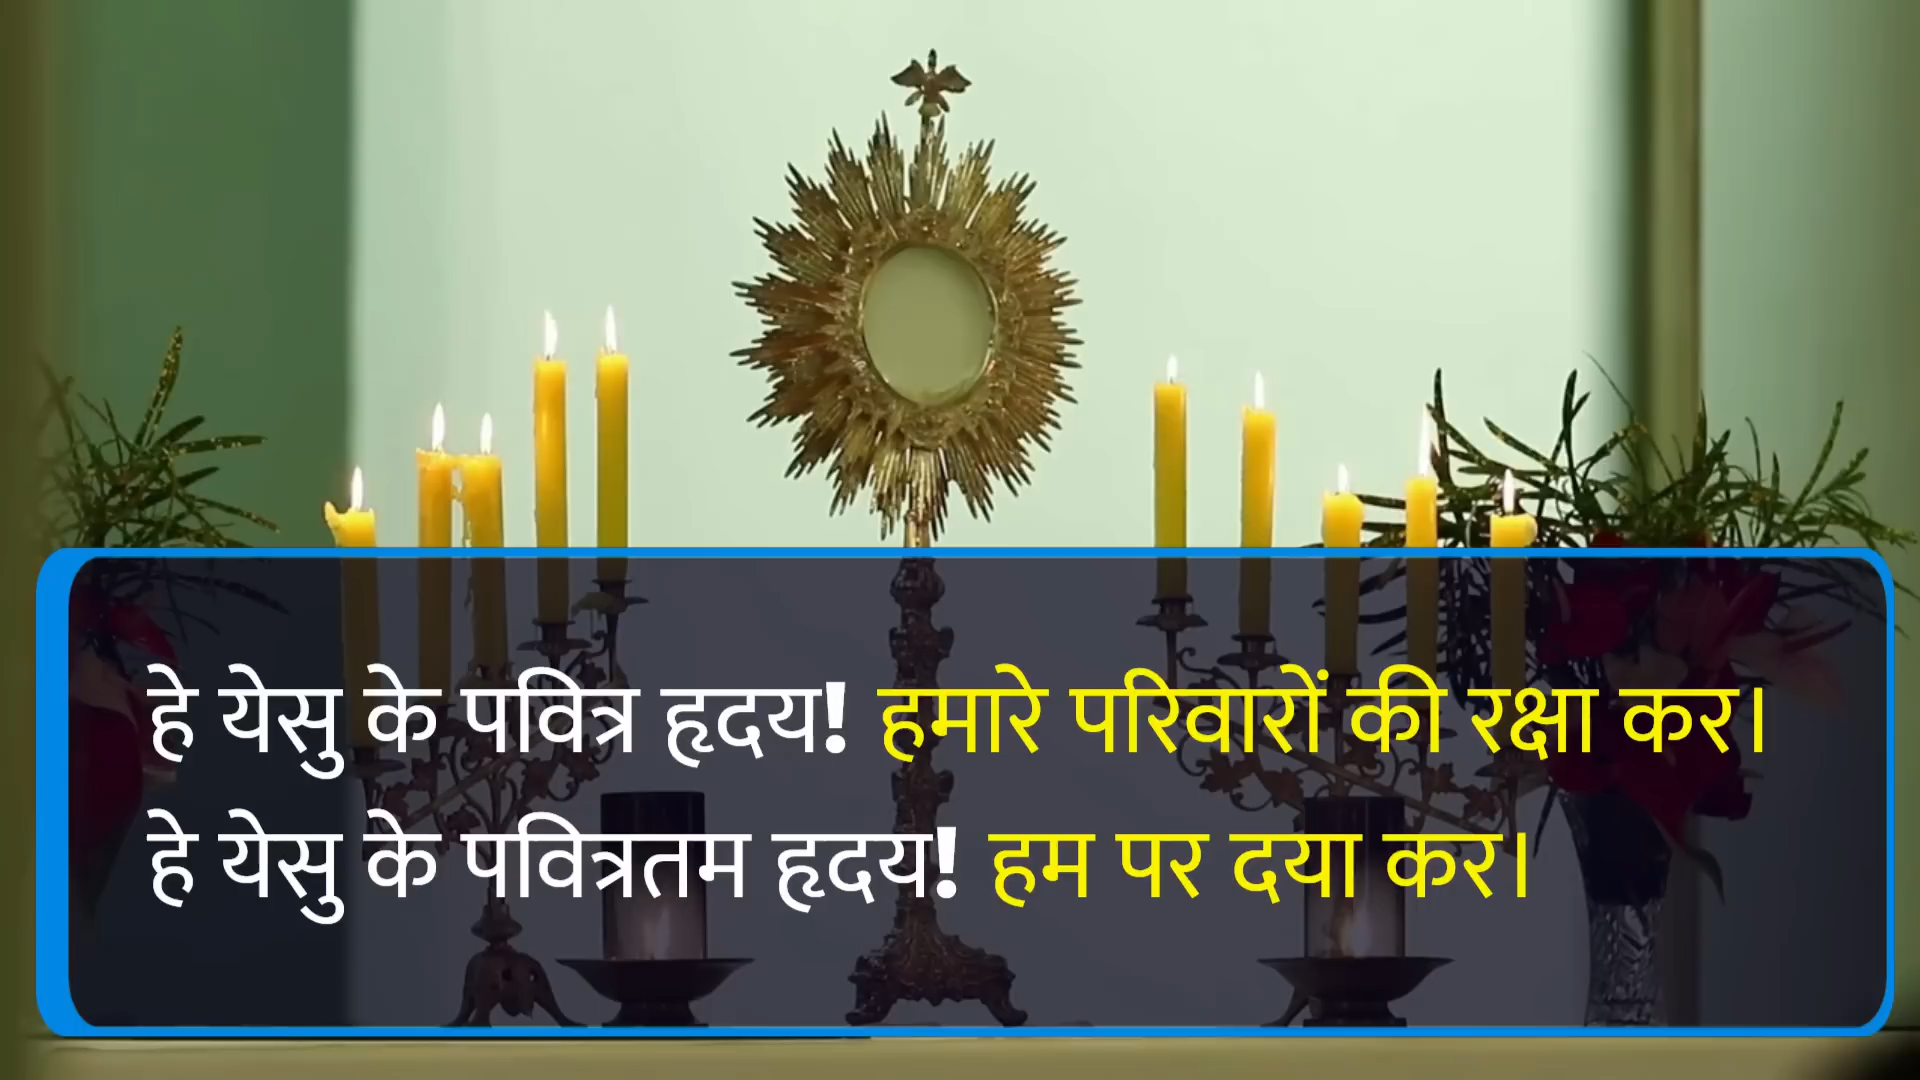 हे येसु के पवित्र हृदय! हमारे परिवारों की रक्षा कर।
हे येसु के पवित्रतम हृदय! हम पर दया कर।